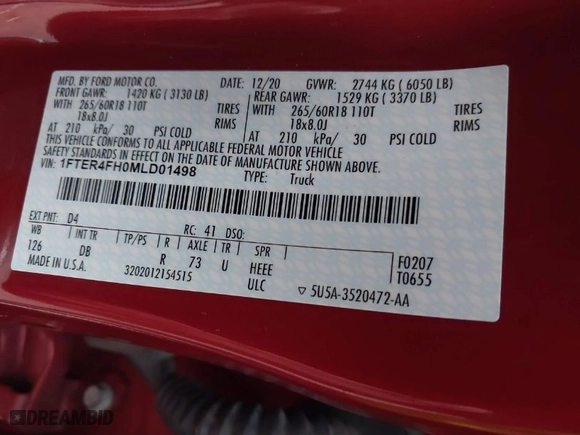 MFD. BY FORD MOTOR CO.
DATE: 12/20 GVWR: 2744 KG ( 6050 LB)
FRONT GAWR: 1420 KG ( 3130 LB) REAR GAWR: 1529 KG ( 3370 LB)
WITH 265/60R18 110T TIRES WITH 265/60R18 110T TIRES
18x8.0J RIMS 18x8.0J RIMS
AT 210 kPa/ 30 PSI COLD AT 210 kPa/ 30 PSI COLD
THIS VEHICLE CONFORMS TO ALL APPLICABLE FEDERAL MOTOR VEHICLE
SAFETY STANDARDS IN EFFECT ON THE DATE OF MANUFACTURE SHOWN ABOVE.
VIN: 1FTER4FH0MLD01498
TYPE: Truck
EXT PNT: D4 RC: 41 DSO:
WB INT TR TP/PS R AXLE TR SPR F0207
126 DB R 73 U HEEE T0655
MADE IN U.S.A. 3202012154515 ULC ▽ 5U5A-3520472-AA
DREAMBID